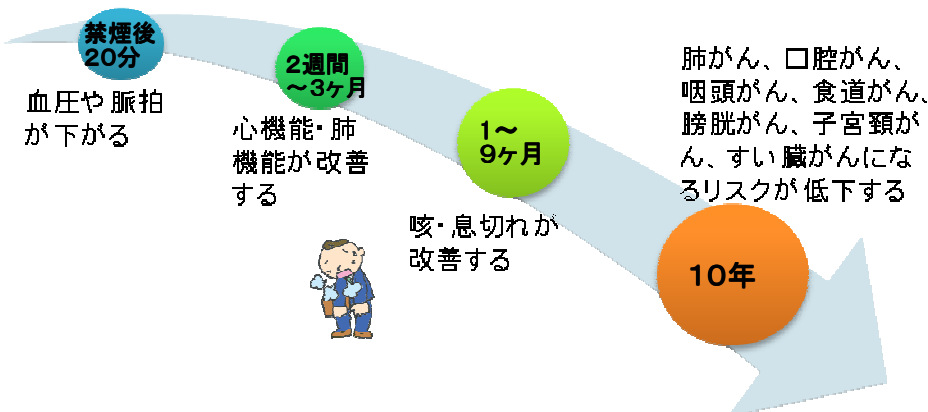 禁煙後
20分
血圧や脈拍
が下がる
2週間
～3ヶ月
心機能・肺
機能が改善
する
1～
9ヶ月
咳・息切れが
改善する
10年
肺がん、口腔がん、
咽頭がん、食道がん、
膀胱がん、子宮頚が
ん、すい臓がんにな
るリスクが低下する